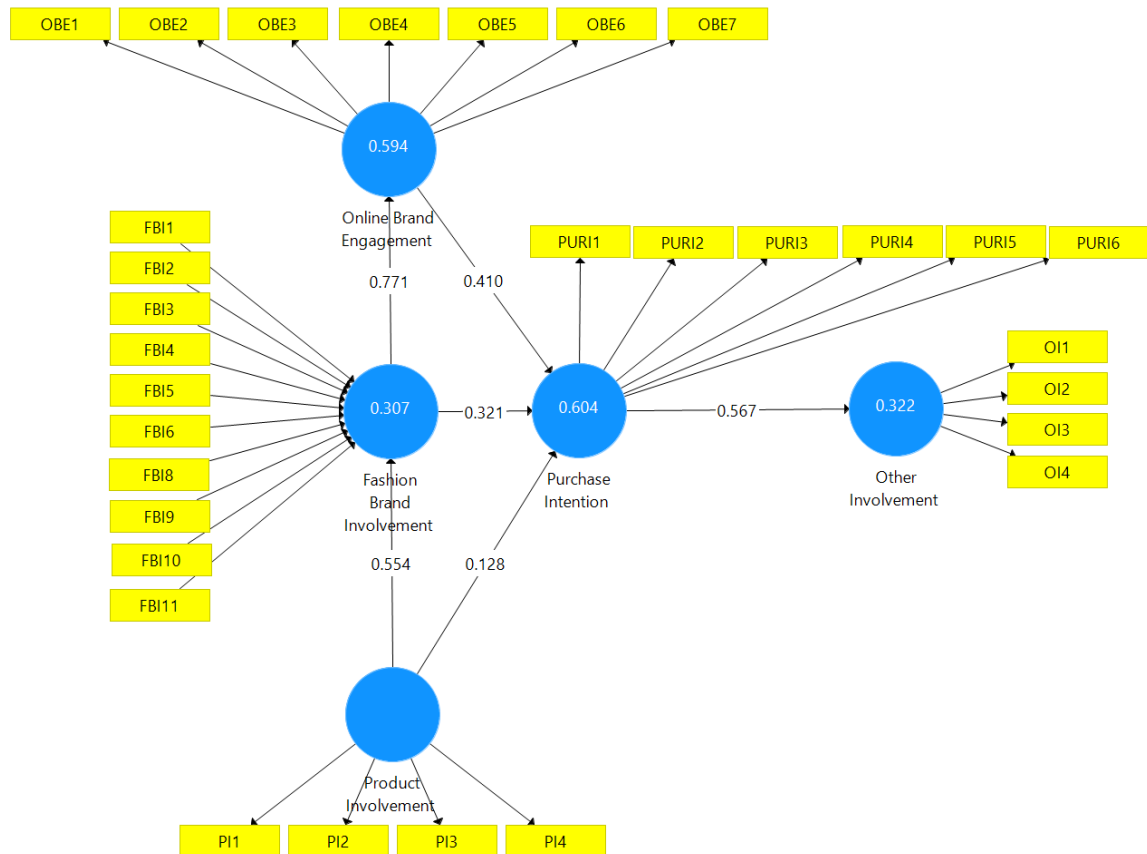 OBE1
OBE2
OBE3
OBE4
OBE5
OBE6
OBE7
0.594
Online Brand
Engagement
FBI1
FBI2
FBI3
FBI4
FBI5
FBI6
FBI8
FBI9
FBI10
FBI11
0.771
0.410
PURI1
PURI2
PURI3
PURI4
PURI5
PURI6
0.307
Fashion
Brand
Involvement
0.321
0.604
Purchase
Intention
0.567
0.322
Other
Involvement
OI1
OI2
OI3
OI4
0.554
0.128
Product
Involvement
PI1
PI2
PI3
PI4